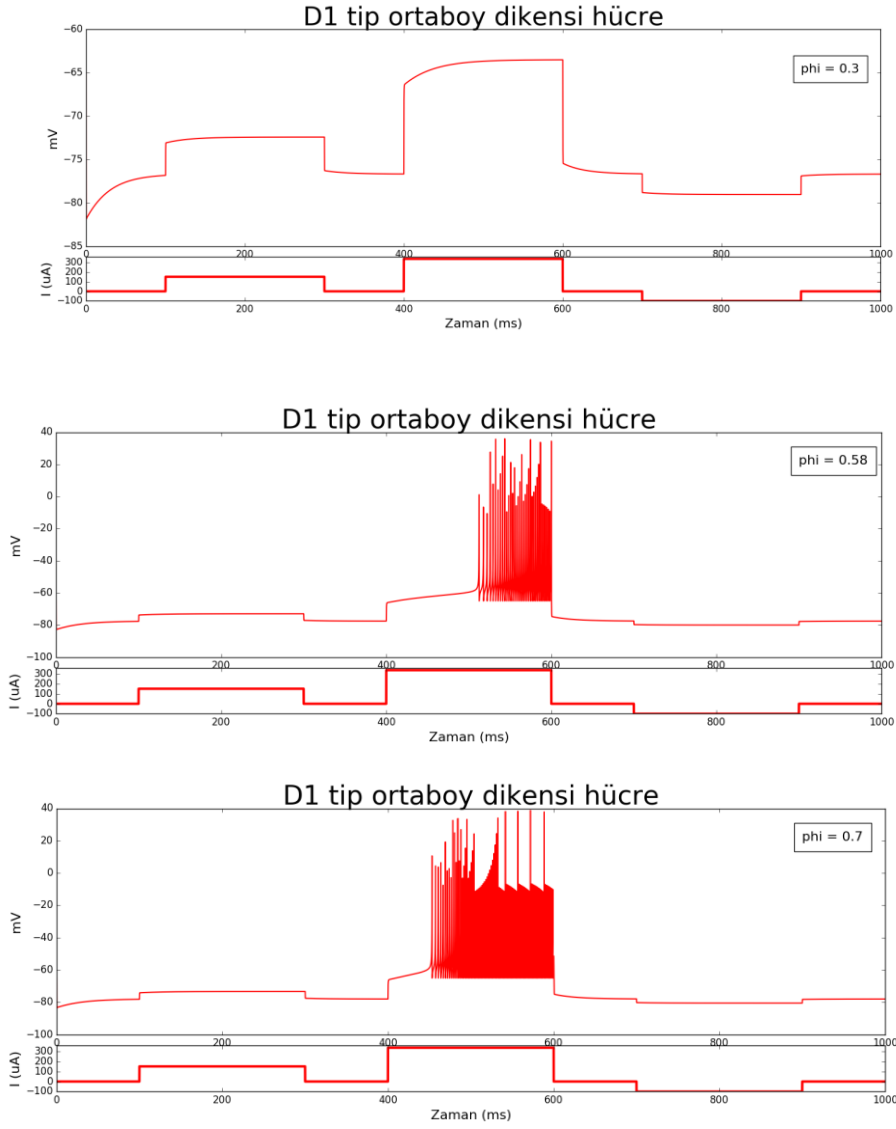 D1 tip ortaboy dikensi hücre
−60
phi = 0.3
−65
−70
mV
−75
−80
−85
0 200 400 600 800 1000
300
200
100
0
−100
I (uA)
0 200 400 600 800 1000
Zaman (ms)
D1 tip ortaboy dikensi hücre
40
phi = 0.58
20
0
mV
−20
−40
−60
−80
−100
0 200 400 600 800 1000
300
200
100
0
−100
I (uA)
0 200 400 600 800 1000
Zaman (ms)
D1 tip ortaboy dikensi hücre
40
phi = 0.7
20
0
mV
−20
−40
−60
−80
−100
0 200 400 600 800 1000
300
200
100
0
−100
I (uA)
0 200 400 600 800 1000
Zaman (ms)